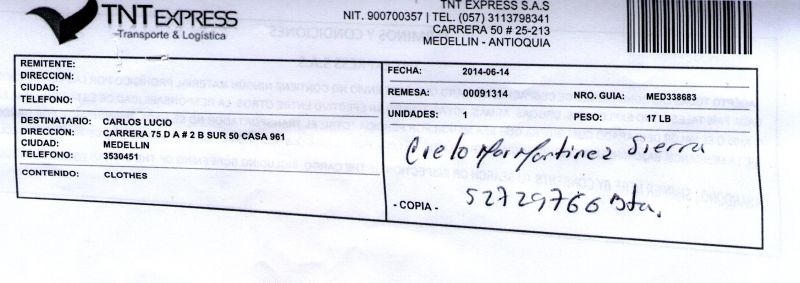 TNT EXPRESS
Transporte & Logística
TNT EXPRESS S.A.S
NIT. 900700357 | TEL. (057) 3113798341
CARRERA 50 # 25-213
MEDELLIN - ANTIOQUIA
REMITENTE:
DIRECCION:
CIUDAD:
TELEFONO:
DESTINATARIO: CARLOS LUCIO
DIRECCION: CARRERA 75 D A # 2 B SUR 50 CASA 961
CIUDAD: MEDELLIN
TELEFONO: 3530451
CONTENIDO: CLOTHES
FECHA: 2014-06-14
REMESA: 00091314 NRO. GUIA: MED338683
UNIDADES: 1 PESO: 17 LB
Cielo Mar Martinez Sierra
- COPIA - 52729766 Bta.